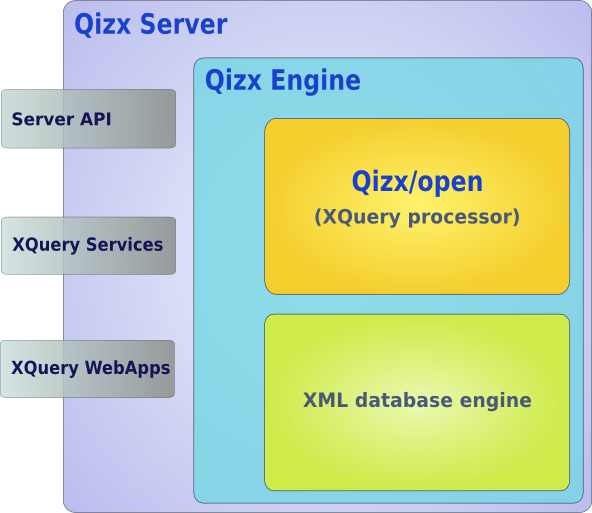 Qizx Server
Qizx Engine
Server API
Qizx/open
(XQuery processor)
XQuery Services
XQuery WebApps
XML database engine